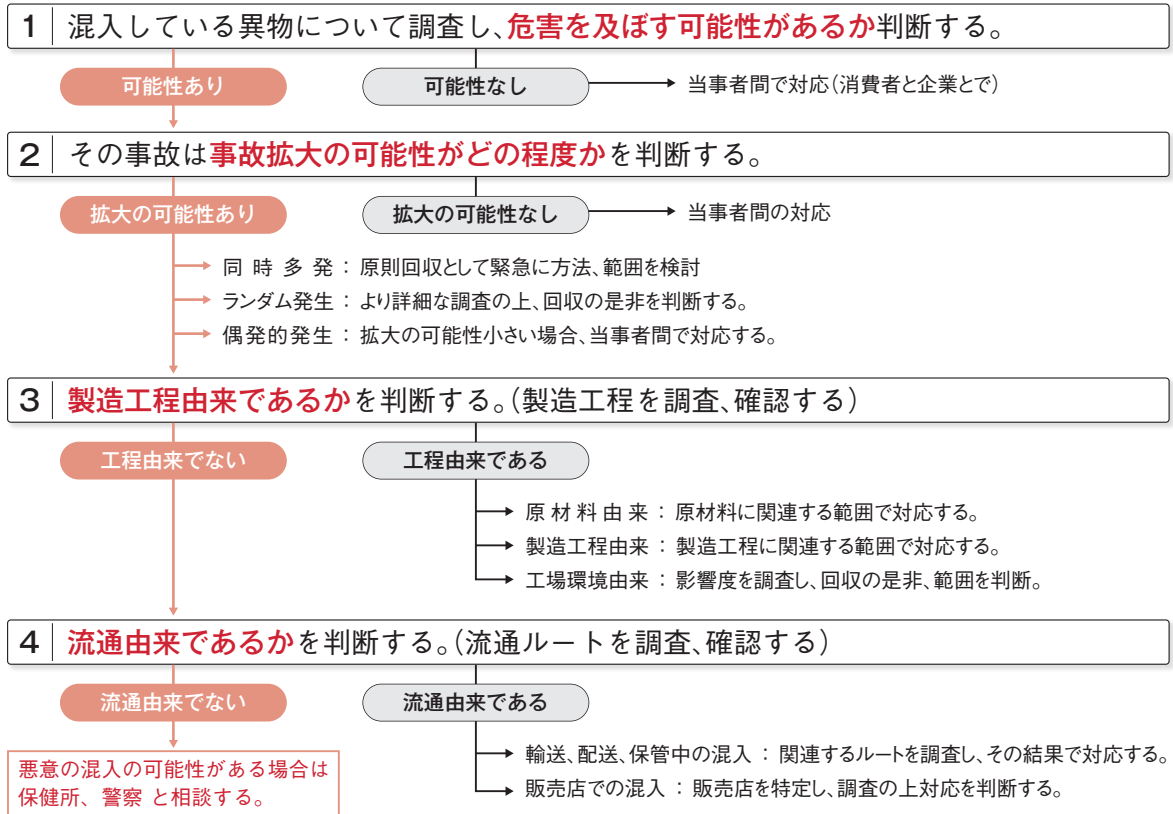 1 混入している異物について調査し、危害を及ぼす可能性があるか判断する。
可能性あり 可能性なし 当事者間で対応(消費者と企業とで)
2 その事故は事故拡大の可能性がどの程度かを判断する。
拡大の可能性あり 拡大の可能性なし 当事者間の対応
同時多発：原則回収として緊急に方法、範囲を検討
ランダム発生：より詳細な調査の上、回収の是非を判断する。
偶発的発生：拡大の可能性小さい場合、当事者間で対応する。
3 製造工程由来であるかを判断する。(製造工程を調査、確認する)
工程由来でない 工程由来である
原材料由来：原材料に関連する範囲で対応する。
製造工程由来：製造工程に関連する範囲で対応する。
工場環境由来：影響度を調査し、回収の是非、範囲を判断。
4 流通由来であるかを判断する。(流通ルートを調査、確認する)
流通由来でない 流通由来である
輸送、配送、保管中の混入：関連するルートを調査し、その結果で対応する。
販売店での混入：販売店を特定し、調査の上対応を判断する。
悪意の混入の可能性がある場合は
保健所、警察 と相談する。